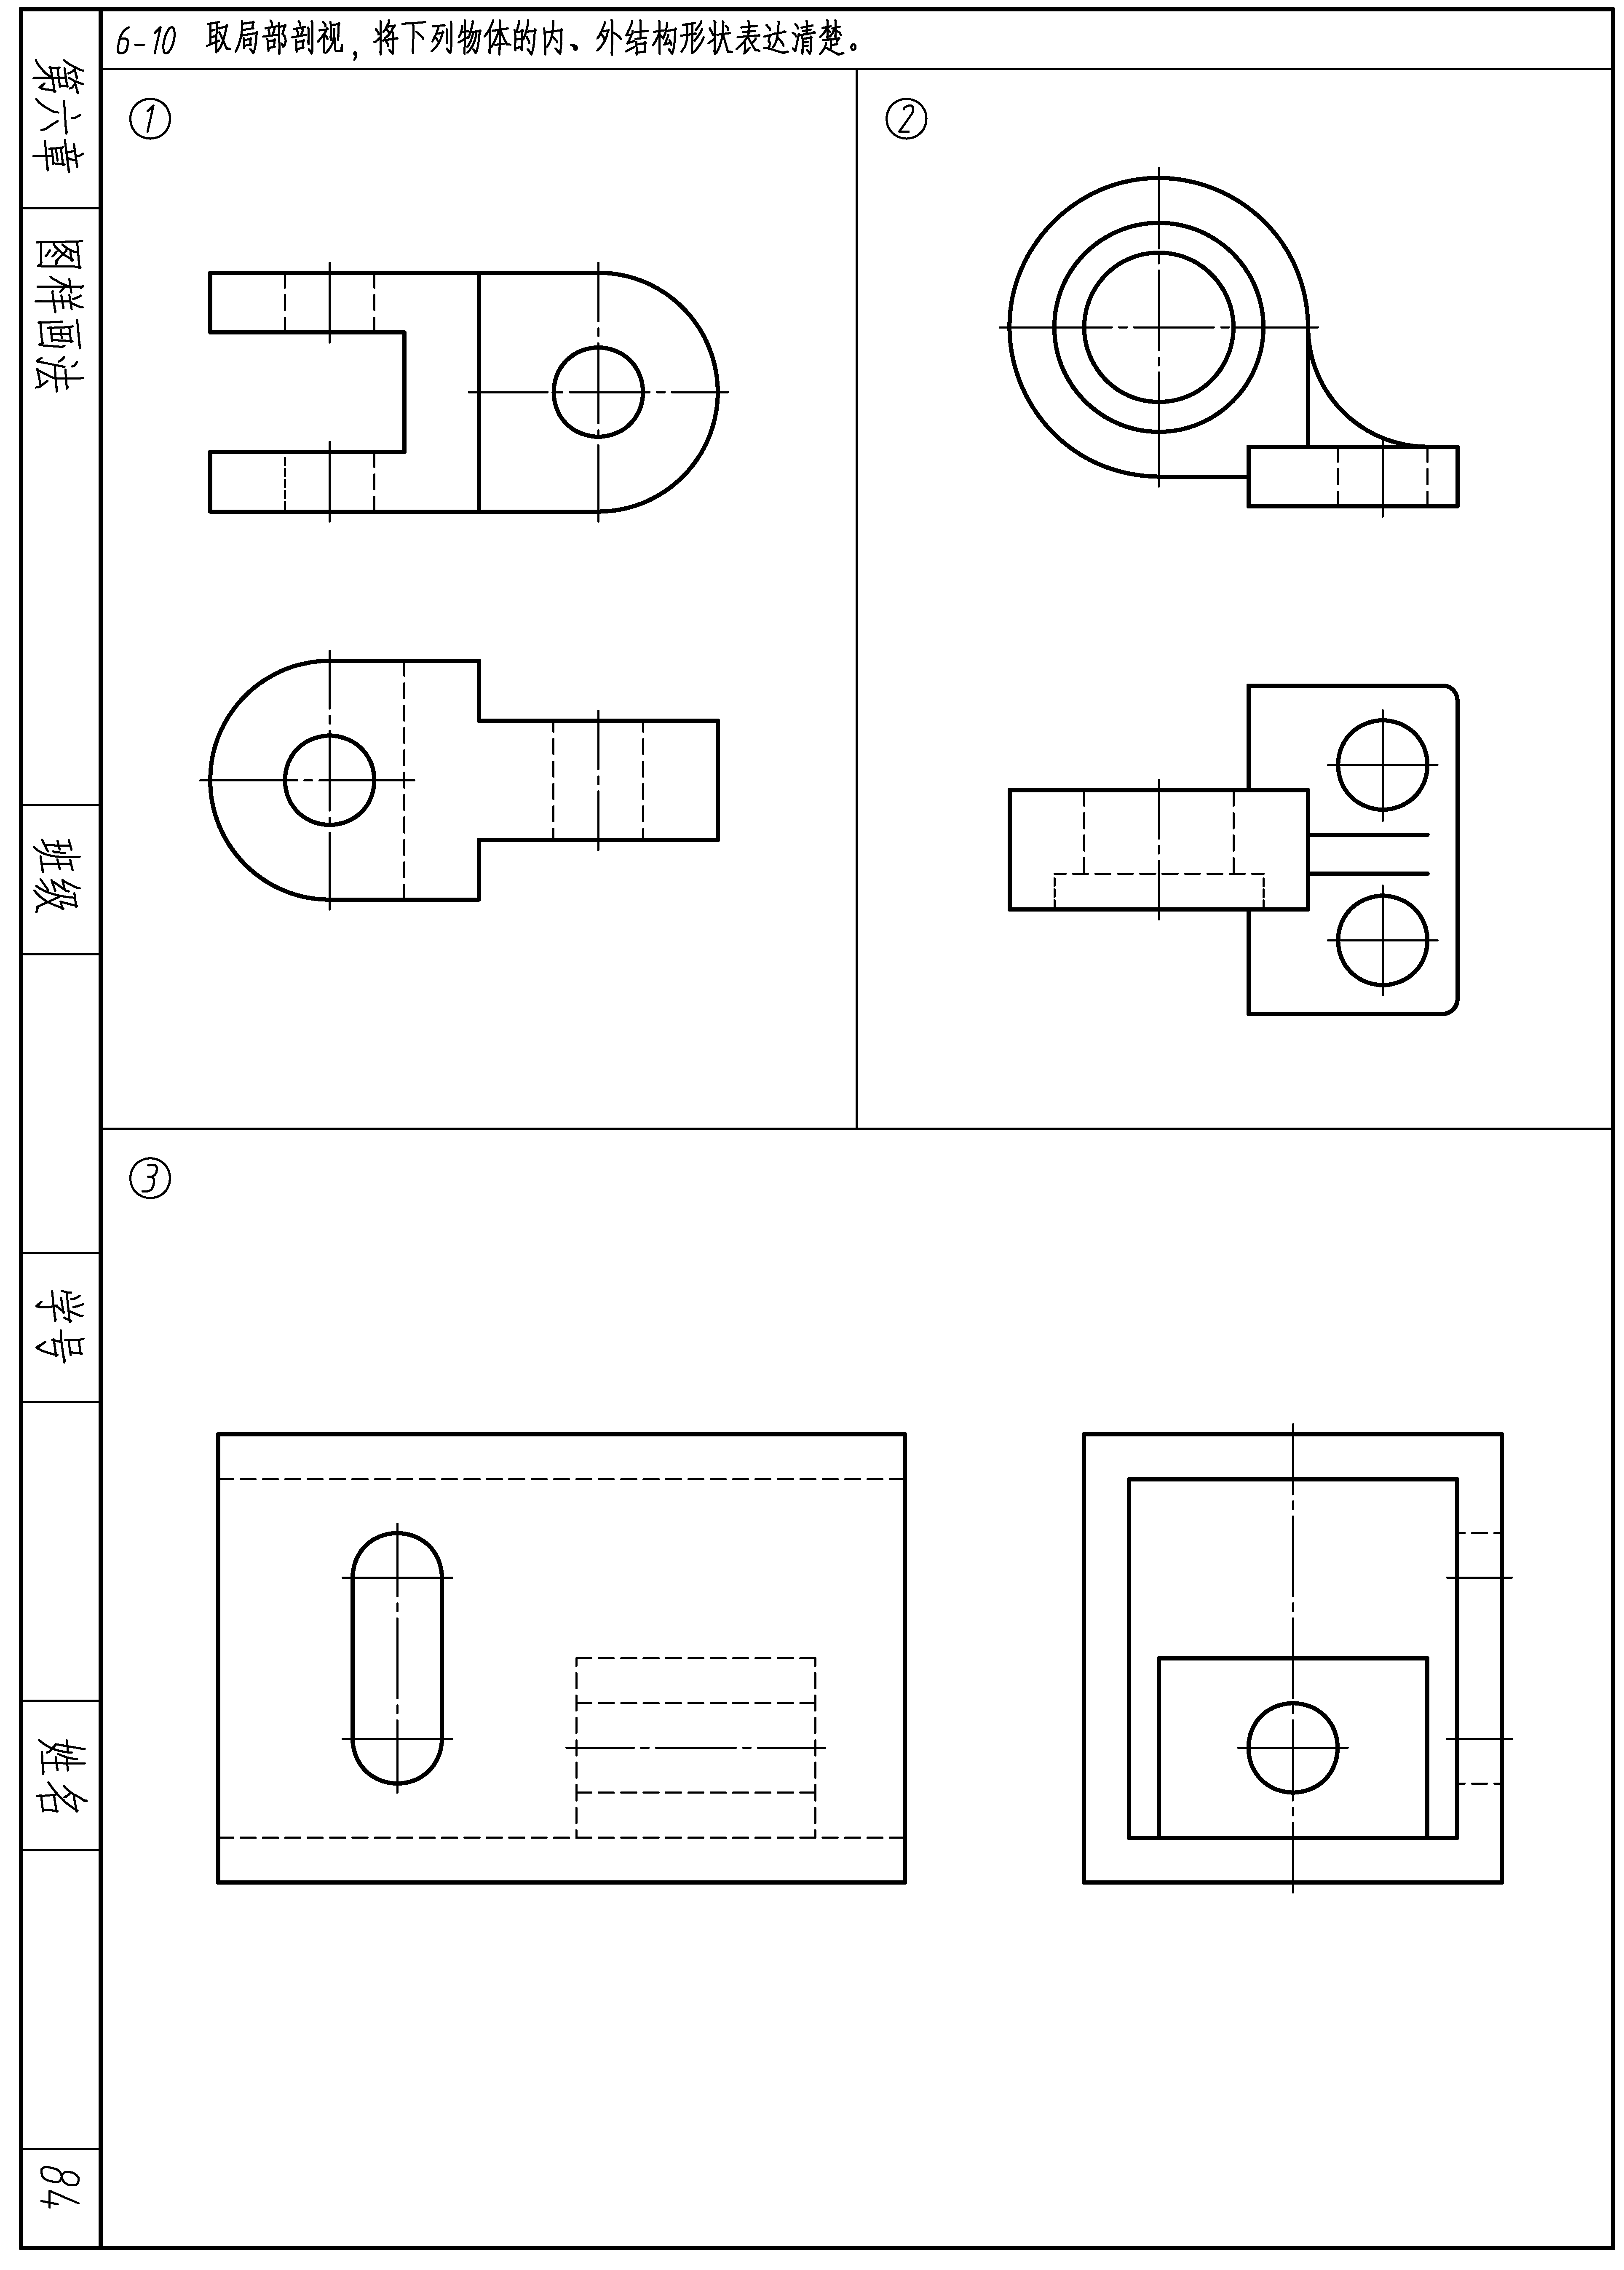 6-10 取局部剖视,将下列物体的内、外结构形状表达清楚。
第六章
图样画法
班级
学号
姓名
84
①
②
③